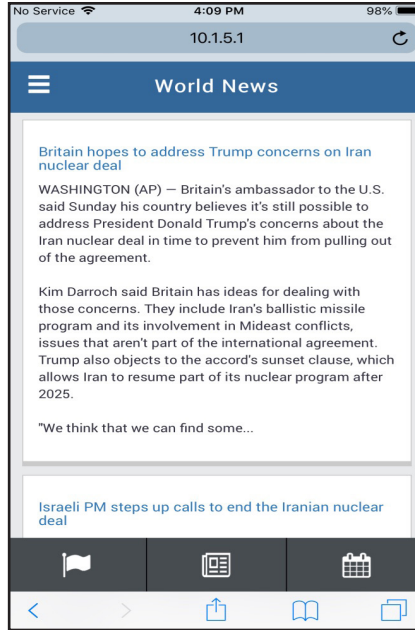 No Service 4:09 PM 98%
10.1.5.1
World News
Britain hopes to address Trump concerns on Iran
nuclear deal
WASHINGTON (AP) — Britain's ambassador to the U.S.
said Sunday his country believes it's still possible to
address President Donald Trump's concerns about the
Iran nuclear deal in time to prevent him from pulling out
of the agreement.
Kim Darroch said Britain has ideas for dealing with
those concerns. They include Iran's ballistic missile
program and its involvement in Mideast conflicts,
issues that aren't part of the international agreement.
Trump also objects to the accord's sunset clause, which
allows Iran to resume part of its nuclear program after
2025.
"We think that we can find some...
Israeli PM steps up calls to end the Iranian nuclear
deal